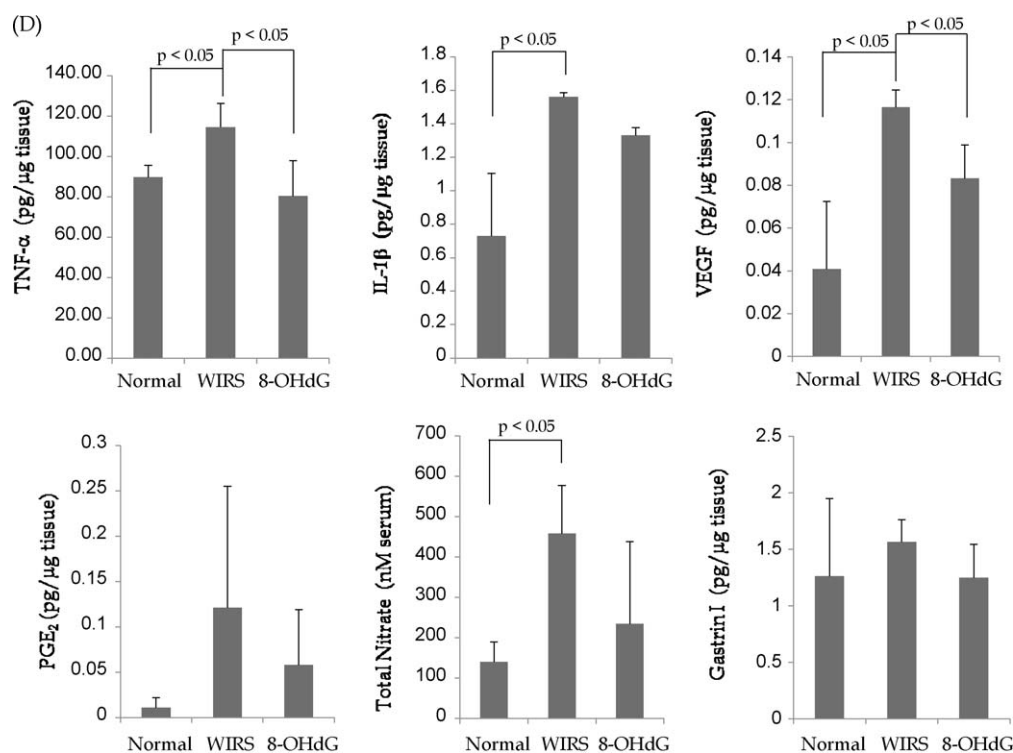 (D)
p < 0.05
p < 0.05
TNF-α (pg/μg tissue)
140.00
120.00
100.00
80.00
60.00
40.00
20.00
0.00
Normal WIRS 8-OHdG
p < 0.05
IL-1β (pg/μg tissue)
1.8
1.6
1.4
1.2
1
0.8
0.6
0.4
0.2
0
Normal WIRS 8-OHdG
p < 0.05
p < 0.05
VEGF (pg/μg tissue)
0.14
0.12
0.1
0.08
0.06
0.04
0.02
0
Normal WIRS 8-OHdG
PGE₂ (pg/μg tissue)
0.3
0.25
0.2
0.15
0.1
0.05
0
Normal WIRS 8-OHdG
p < 0.05
Total Nitrate (nM serum)
700
600
500
400
300
200
100
0
Normal WIRS 8-OHdG
Gastrin I (pg/μg tissue)
2.5
2
1.5
1
0.5
0
Normal WIRS 8-OHdG